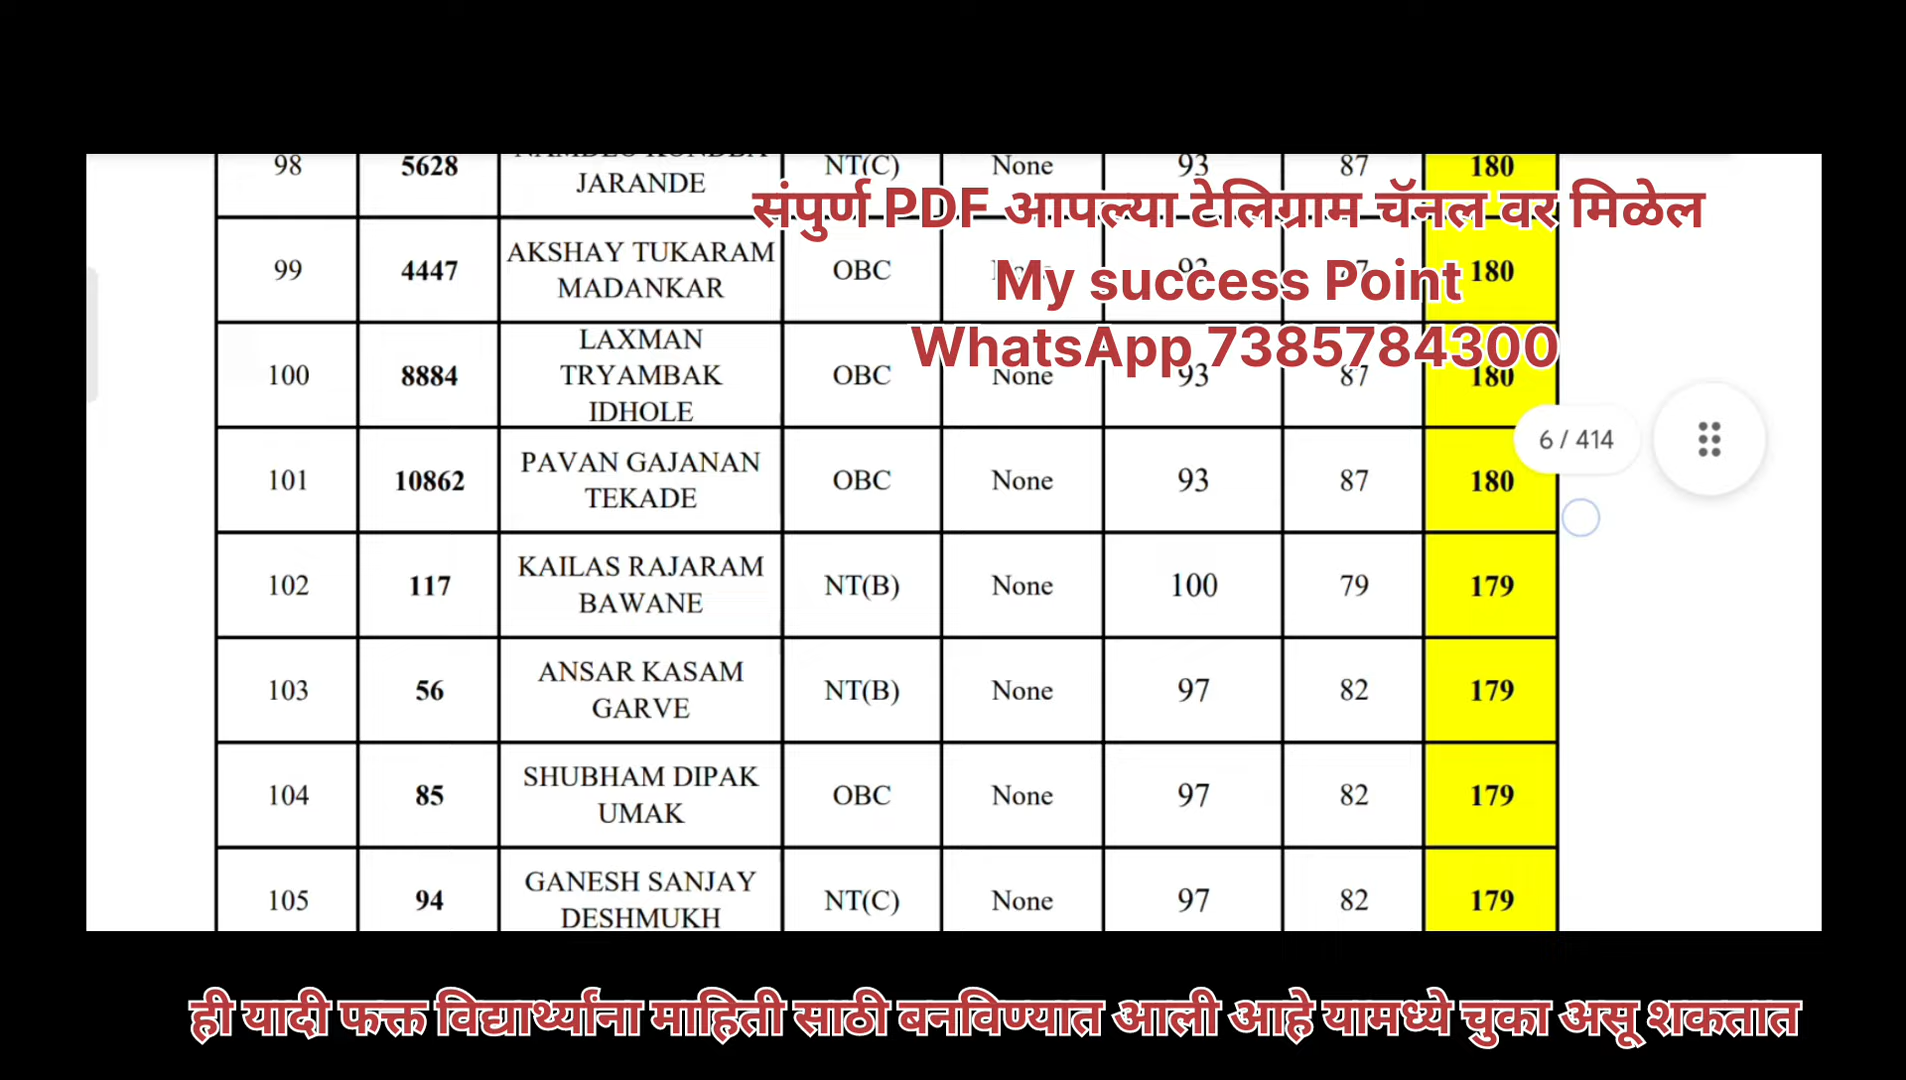 98 5628 JARANDE NT(C) None 93 87 180
संपुर्ण PDF आपल्या टेलिग्राम चॅनल वर मिळेल
99 4447 AKSHAY TUKARAM MADANKAR OBC 180
My success Point
WhatsApp 7385784300
100 8884 LAXMAN TRYAMBAK IDHOLE OBC None 93 87 180
6 / 414
101 10862 PAVAN GAJANAN TEKADE OBC None 93 87 180
102 117 KAILAS RAJARAM BAWANE NT(B) None 100 79 179
103 56 ANSAR KASAM GARVE NT(B) None 97 82 179
104 85 SHUBHAM DIPAK UMAK OBC None 97 82 179
105 94 GANESH SANJAY DESHMUKH NT(C) None 97 82 179
ही यादी फक्त विद्यार्थ्यांना माहिती साठी बनविण्यात आली आहे यामध्ये चुका असू शकतात